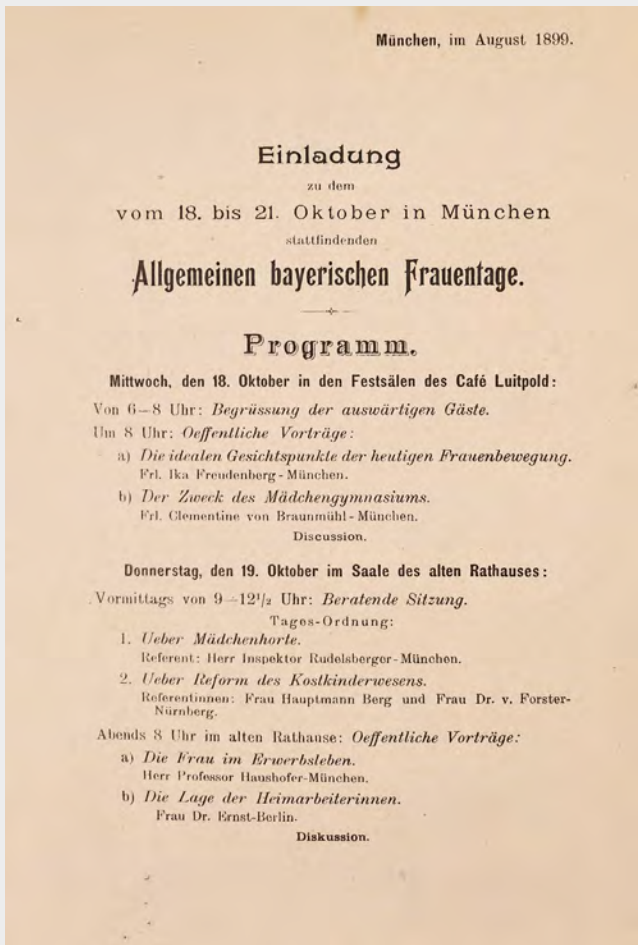 München, im August 1899.
Einladung
zu dem
vom 18. bis 21. Oktober in München
stattfindenden
Allgemeinen bayerischen Frauentage.
Programm.
Mittwoch, den 18. Oktober in den Festsälen des Café Luitpold:
Von 6–8 Uhr: Begrüssung der auswärtigen Gäste.
Um 8 Uhr: Oeffentliche Vorträge:
a) Die idealen Gesichtspunkte der heutigen Frauenbewegung.
Frl. Ika Freudenberg-München.
b) Der Zweck des Mädchengymnasiums.
Frl. Clementine von Braunmühl-München.
Discussion.
Donnerstag, den 19. Oktober im Saale des alten Rathauses:
Vormittags von 9–12½ Uhr: Beratende Sitzung.
Tages-Ordnung:
1. Ueber Mädchenhorte.
Referent: Herr Inspektor Rudelsberger-München.
2. Ueber Reform des Kostkinderwesens.
Referentinnen: Frau Hauptmann Berg und Frau Dr. v. Forster-
Nürnberg.
Abends 8 Uhr im alten Rathause: Oeffentliche Vorträge:
a) Die Frau im Erwerbsleben.
Herr Professor Haushofer-München.
b) Die Lage der Heimarbeiterinnen.
Frau Dr. Ernst-Berlin.
Diskussion.